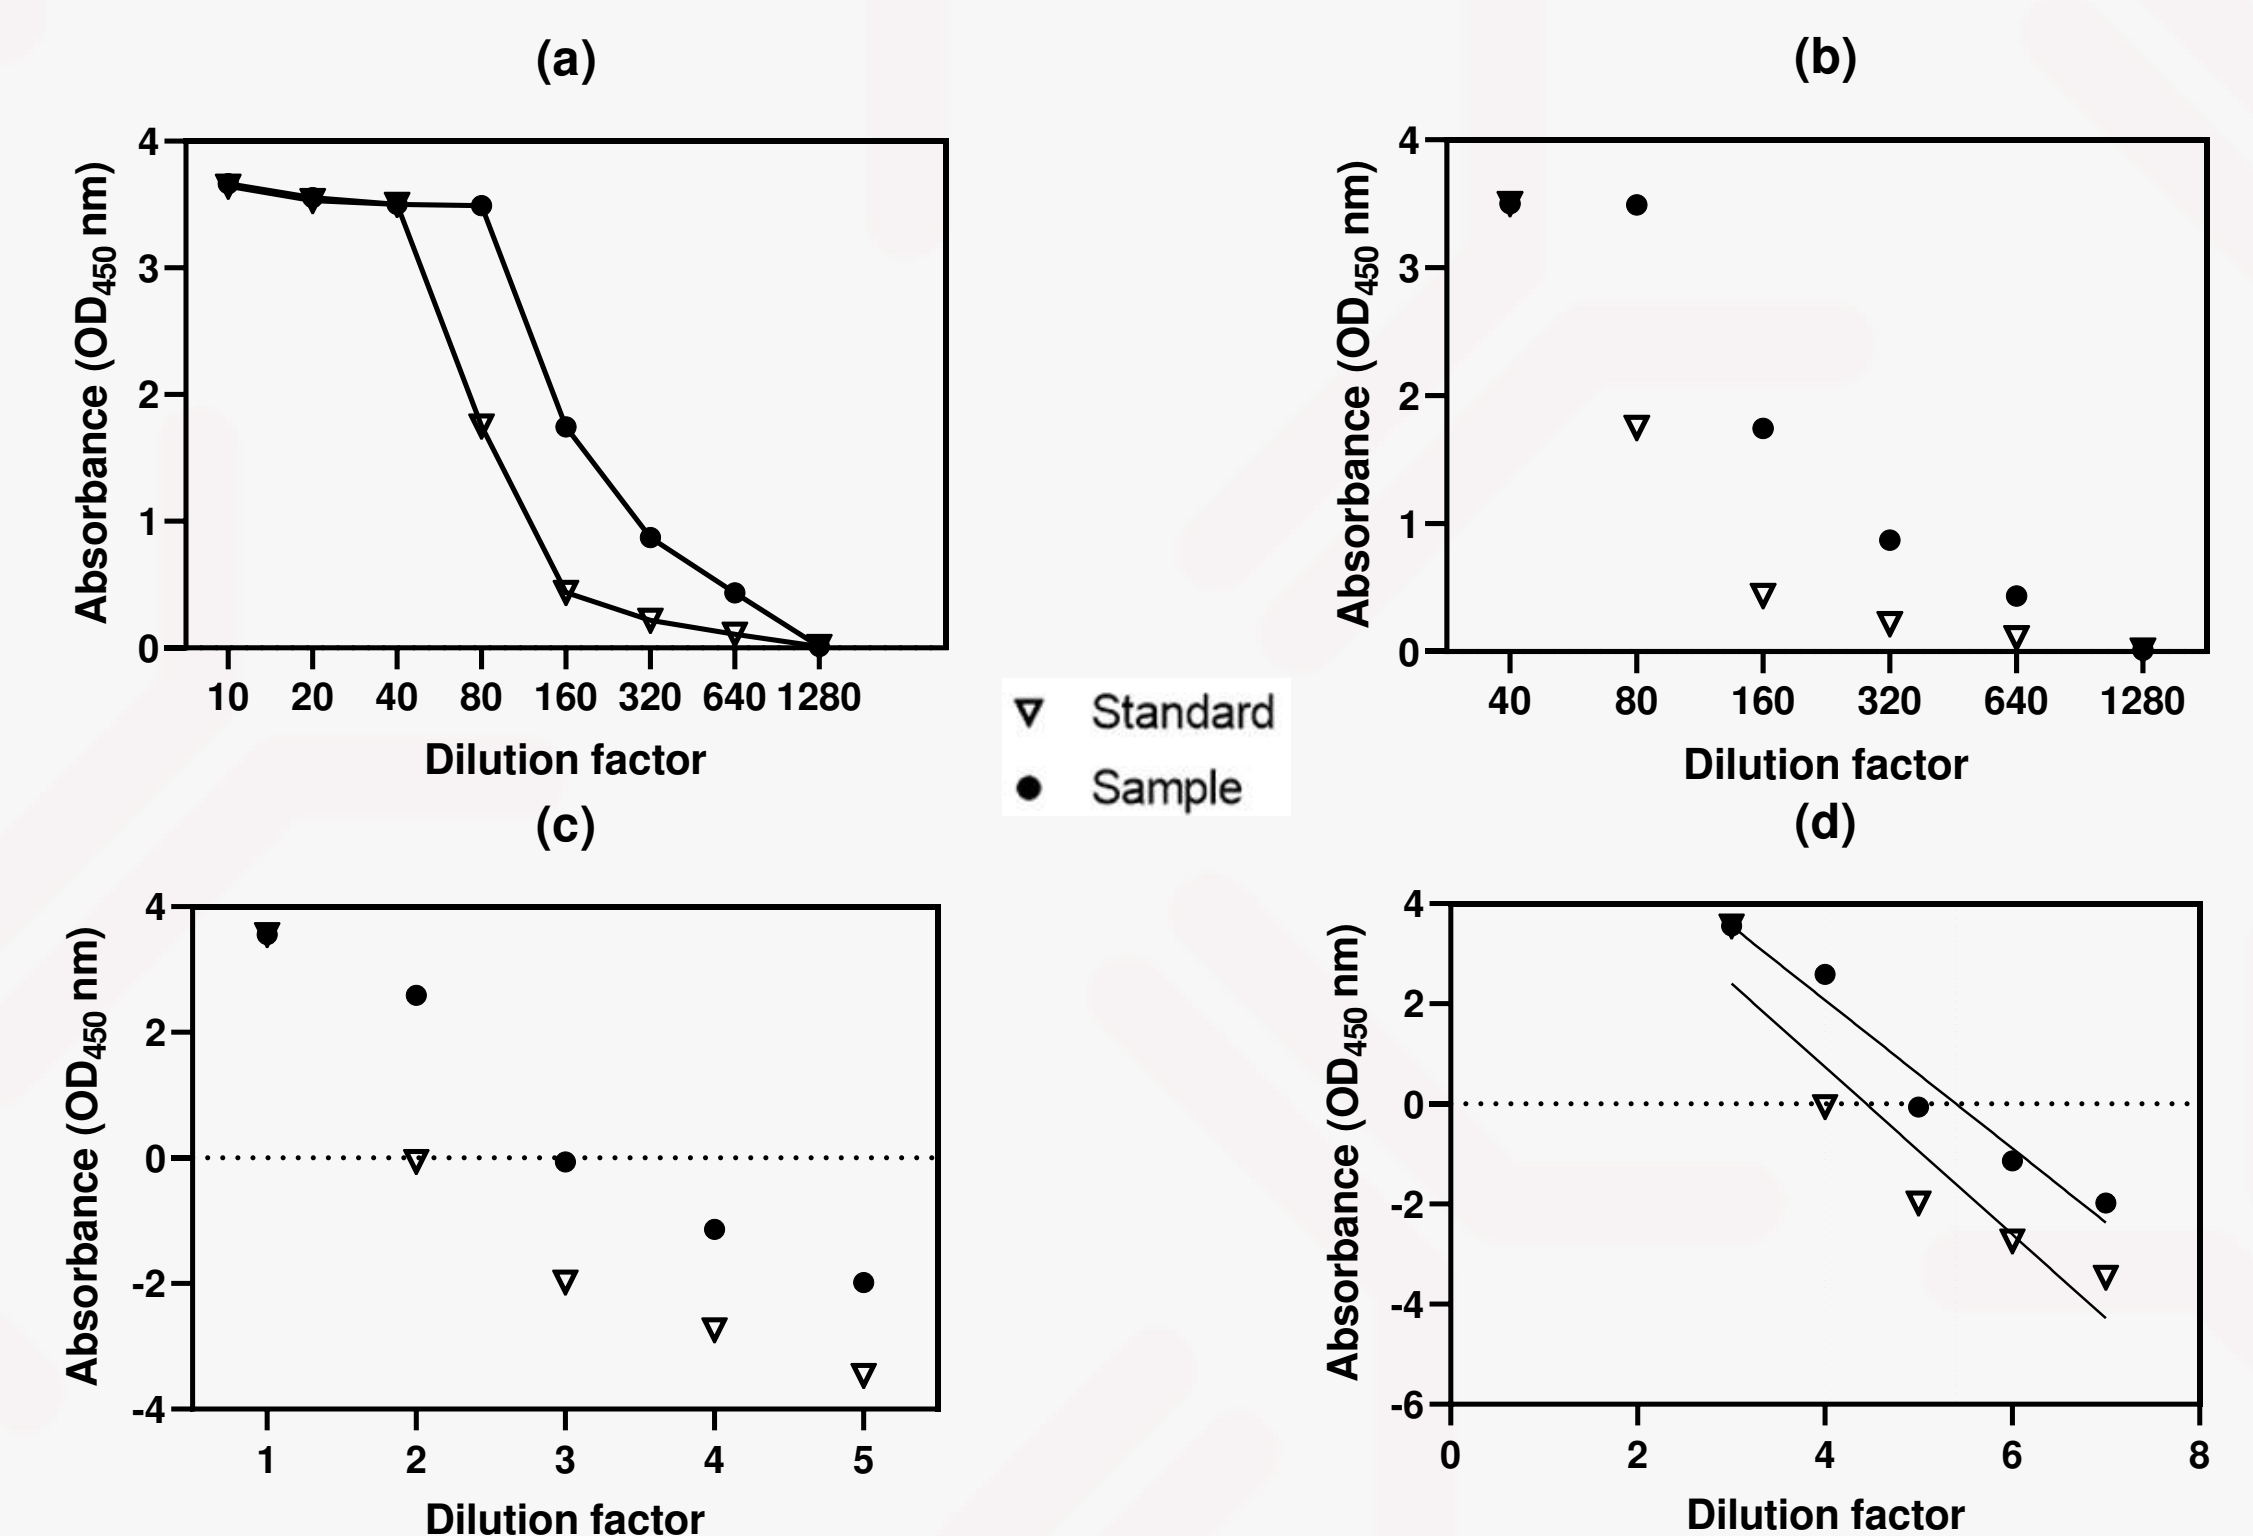 (a)
Absorbance (OD450 nm)
4
3
2
1
0
10 20 40 80 160 320 640 1280
Dilution factor
(b)
Absorbance (OD450 nm)
4
3
2
1
0
40 80 160 320 640 1280
Dilution factor
Standard
Sample
(c)
Absorbance (OD450 nm)
4
2
0
-2
-4
1 2 3 4 5
Dilution factor
(d)
Absorbance (OD450 nm)
4
2
0
-2
-4
-6
0 2 4 6 8
Dilution factor